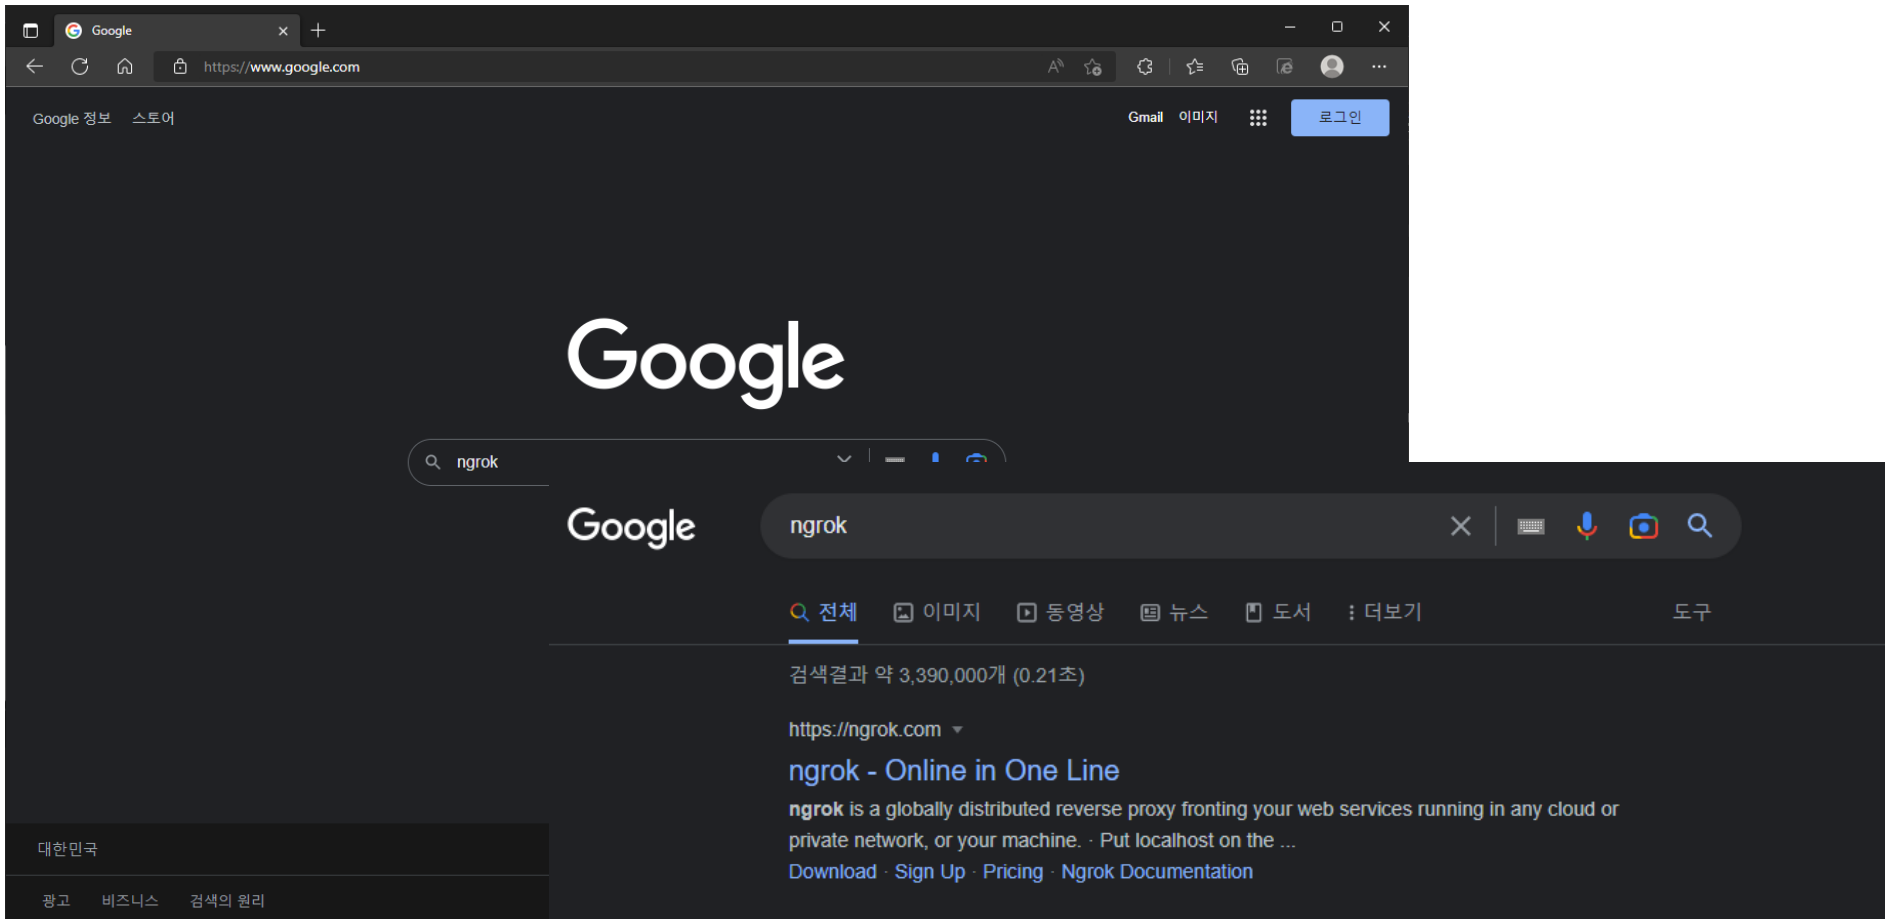 Google
https://www.google.com
Google 정보 스토어
Gmail 이미지 로그인
Google
ngrok
Google ngrok
전체 이미지 동영상 뉴스 도서 더보기 도구
검색결과 약 3,390,000개 (0.21초)
https://ngrok.com
ngrok - Online in One Line
ngrok is a globally distributed reverse proxy fronting your web services running in any cloud or
private network, or your machine. · Put localhost on the ...
Download · Sign Up · Pricing · Ngrok Documentation
대한민국
광고 비즈니스 검색의 원리